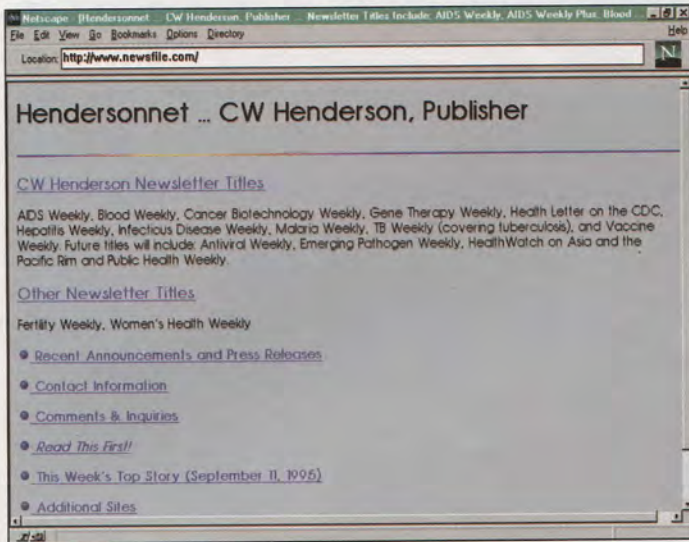 Netscape - [Hendersonnet ... CW Henderson, Publisher ... Newsletter Titles Include: AIDS Weekly, AIDS Weekly Plus, Blood
File Edit View Go Bookmarks Options Directory Help
Location: http://www.newsfile.com/
N
Hendersonnet ... CW Henderson, Publisher
CW Henderson Newsletter Titles
AIDS Weekly, Blood Weekly, Cancer Biotechnology Weekly, Gene Therapy Weekly, Health Letter on the CDC,
Hepatitis Weekly, Infectious Disease Weekly, Malaria Weekly, TB Weekly (covering tuberculosis), and Vaccine
Weekly. Future titles will include: Antiviral Weekly, Emerging Pathogen Weekly, HealthWatch on Asia and the
Pacific Rim and Public Health Weekly.
Other Newsletter Titles
Fertility Weekly, Women's Health Weekly
Recent Announcements and Press Releases
Contact Information
Comments & Inquiries
Read This First!!
This Week's Top Story (September 11, 1995)
Additional Sites